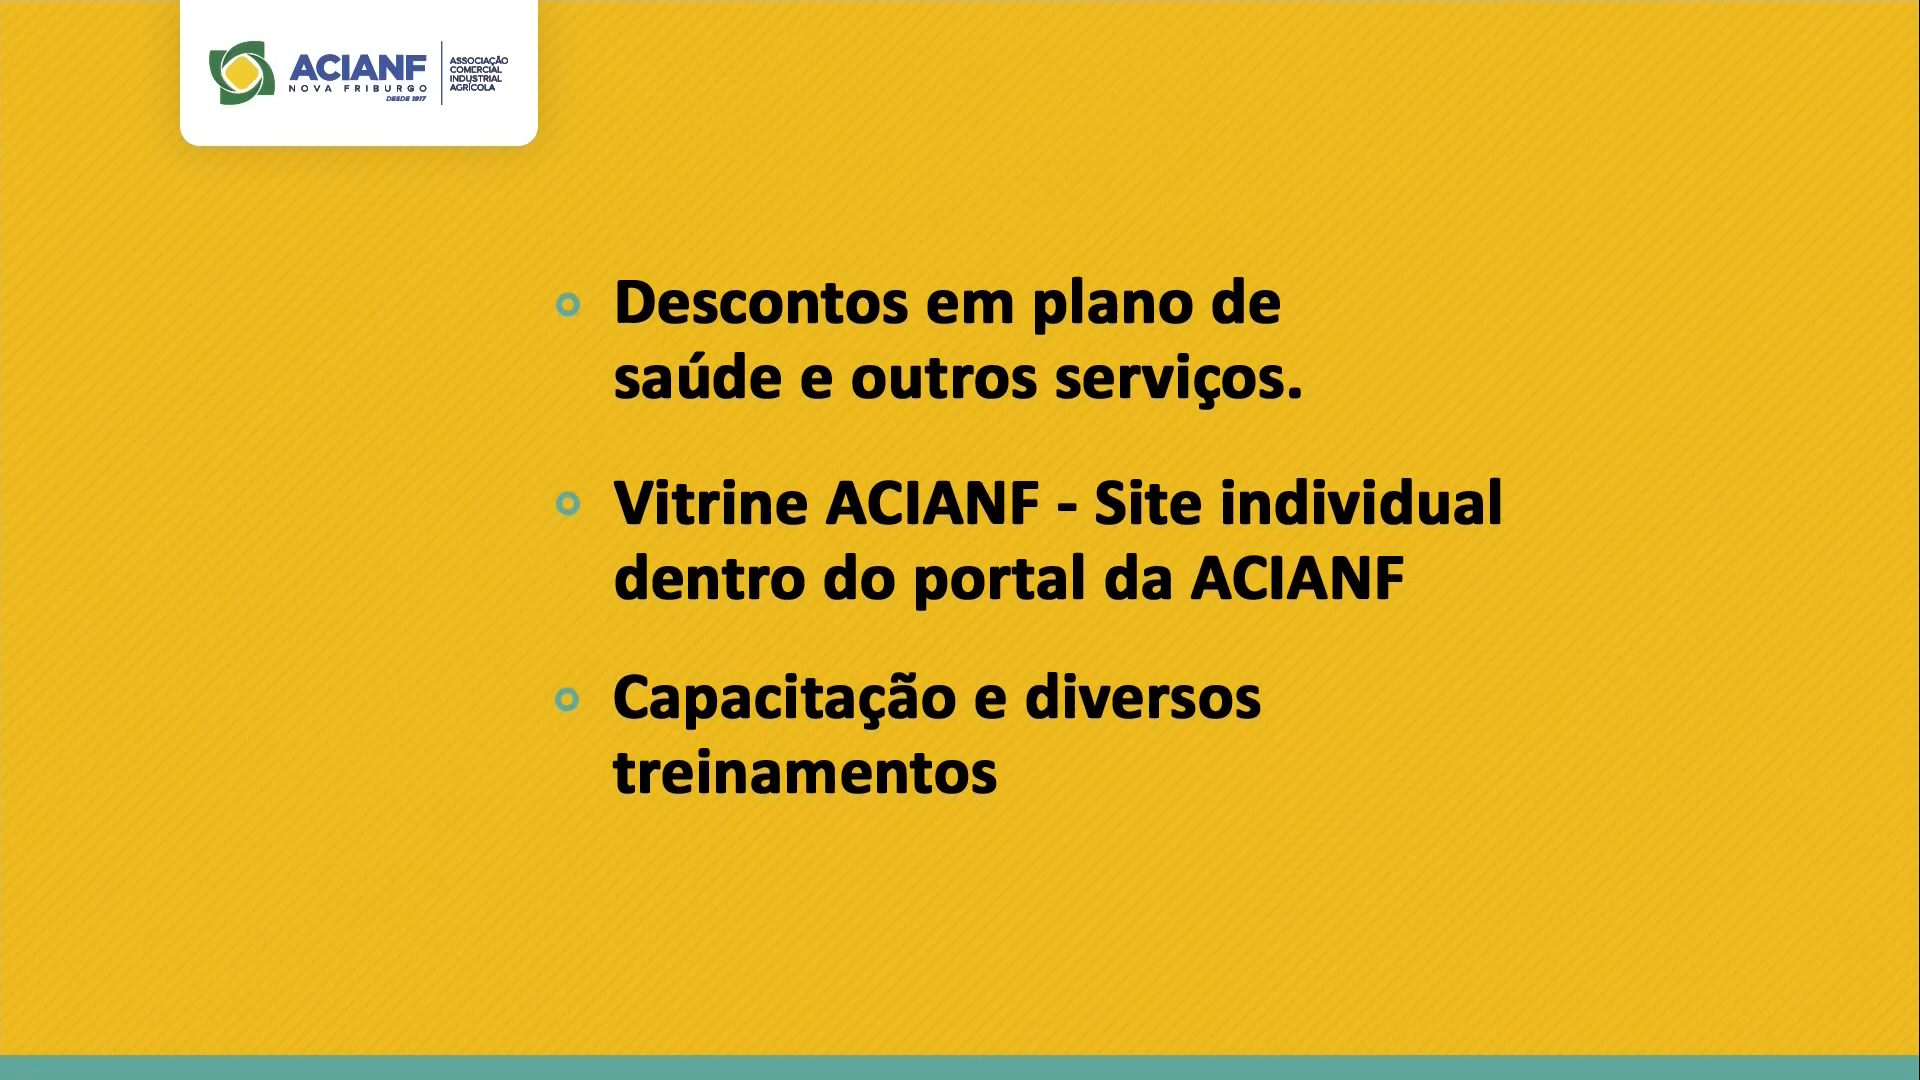 ACIANF
NOVA FRIBURGO
DESDE 1917
ASSOCIAÇÃO
COMERCIAL
INDUSTRIAL
AGRÍCOLA
Descontos em plano de
saúde e outros serviços.
Vitrine ACIANF - Site individual
dentro do portal da ACIANF
Capacitação e diversos
treinamentos